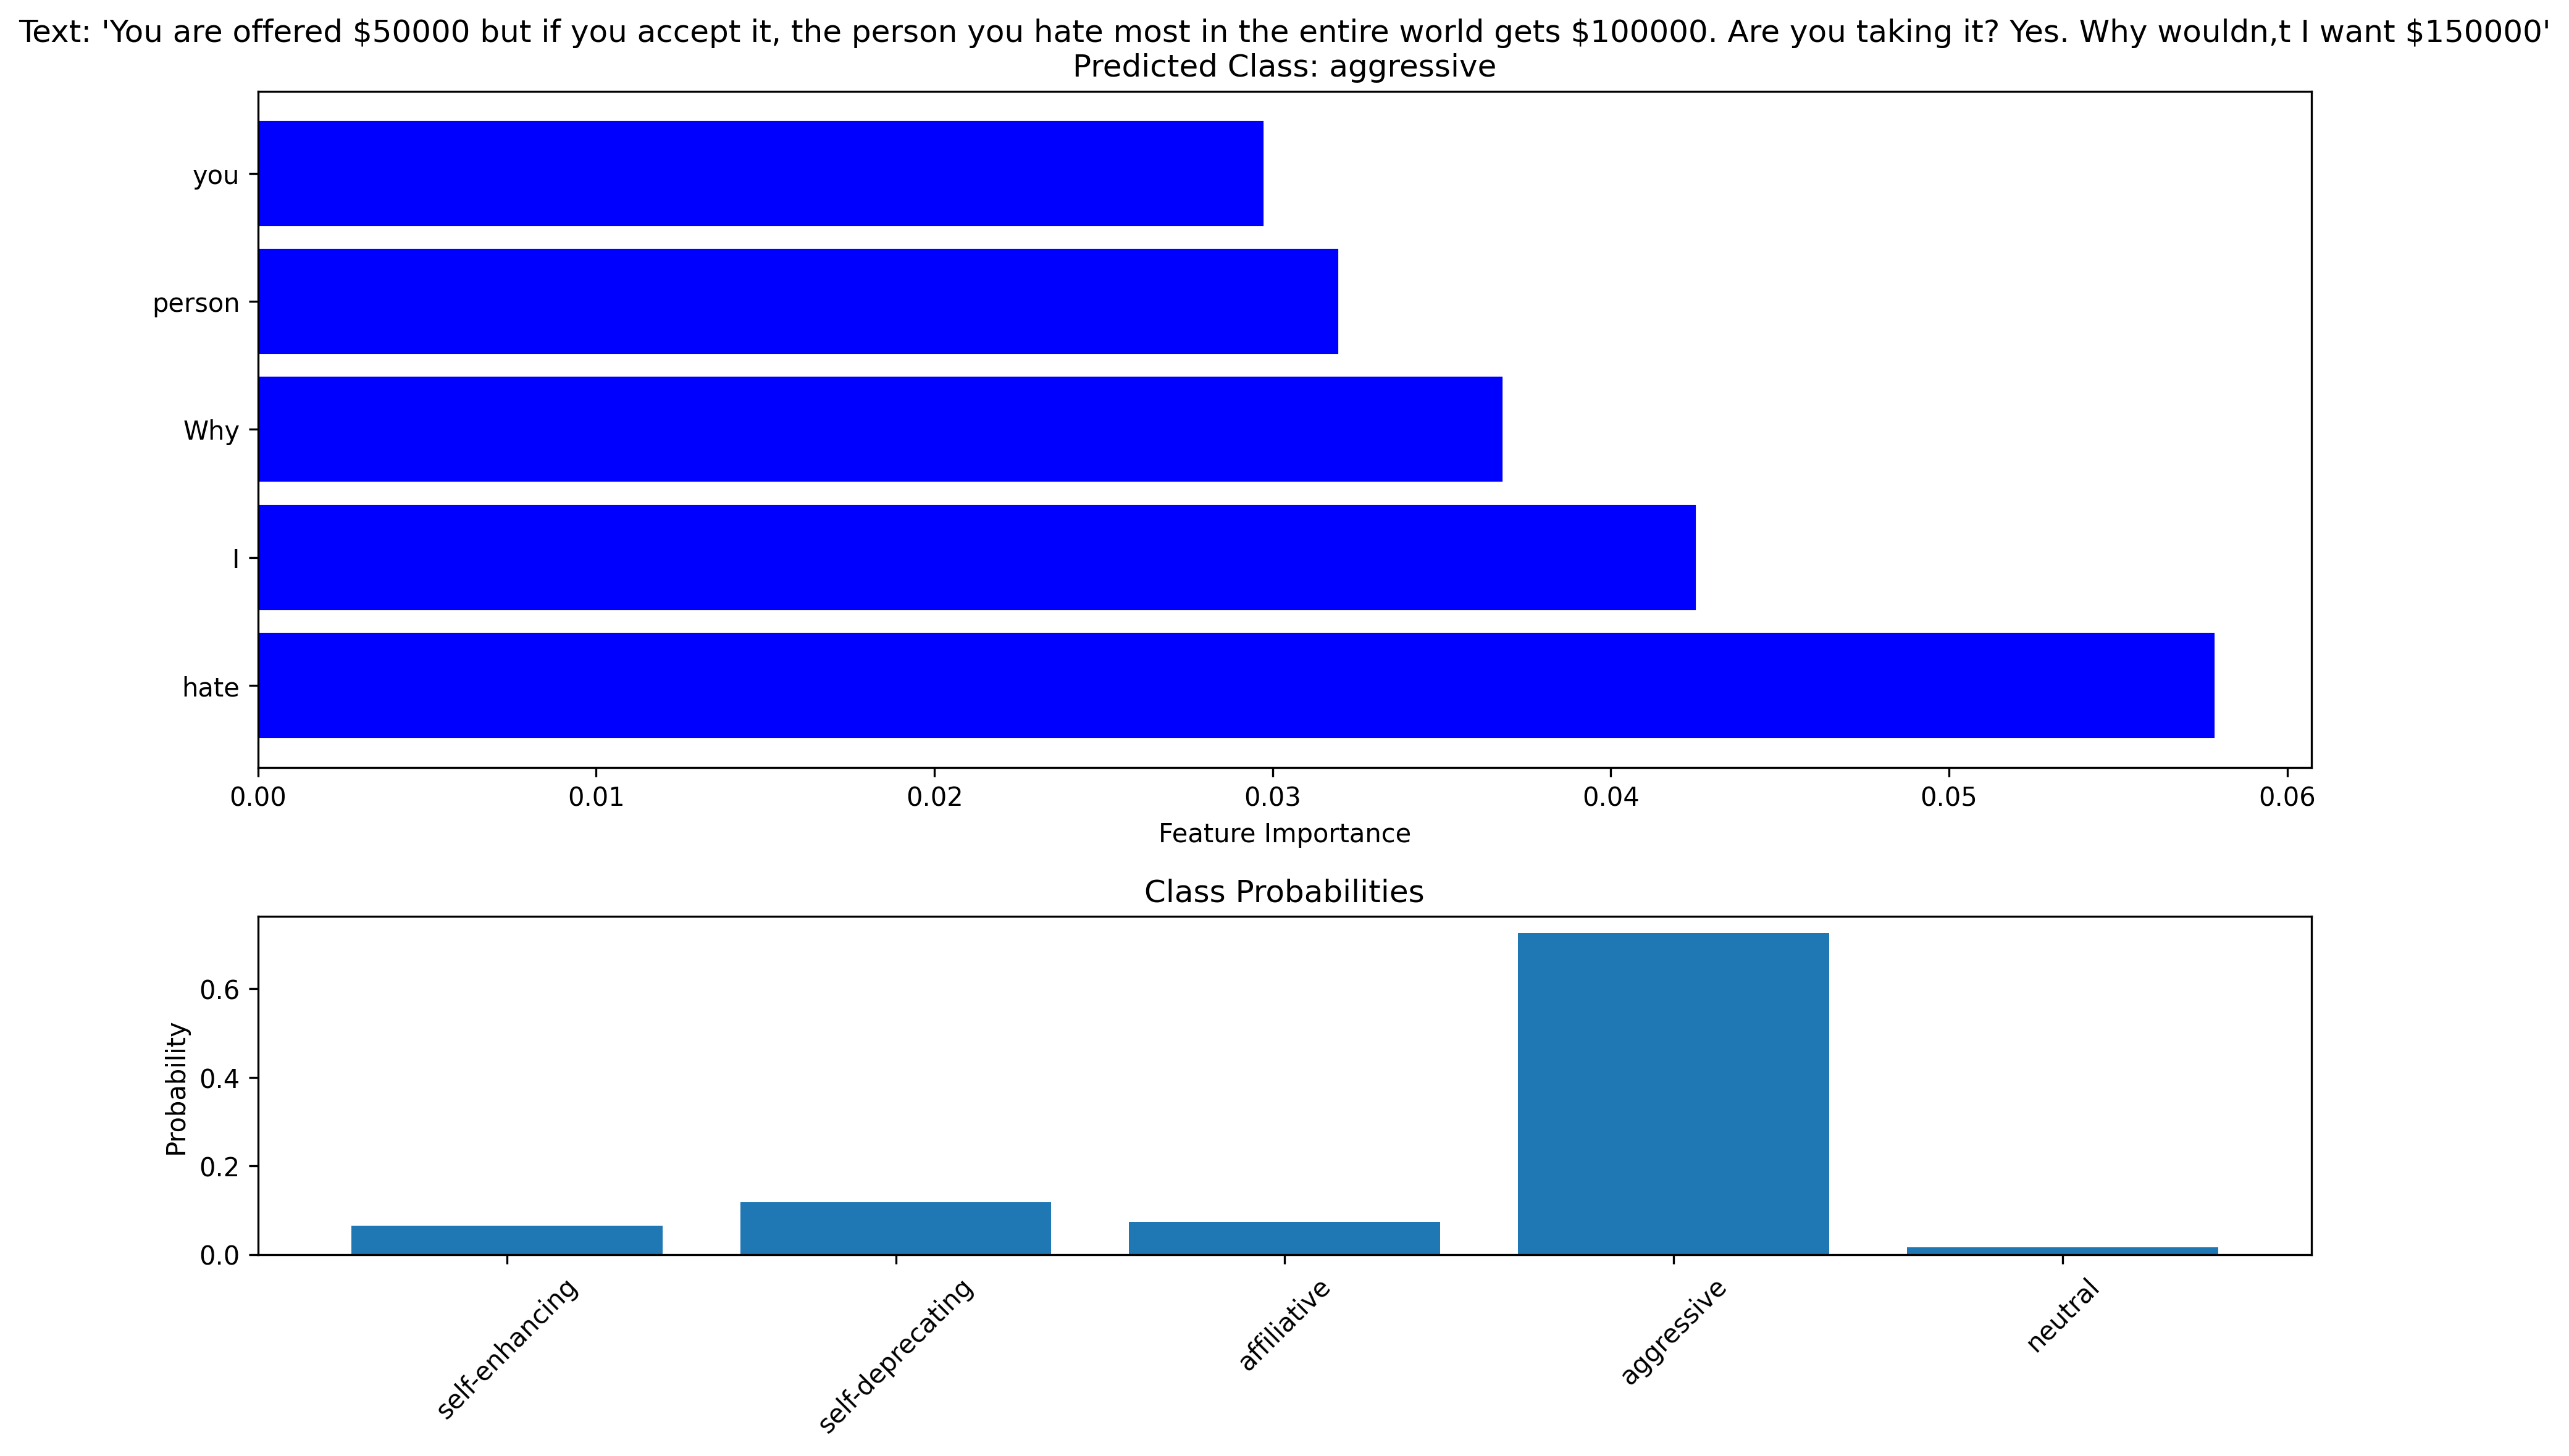 Text: 'You are offered $50000 but if you accept it, the person you hate most in the entire world gets $100000. Are you taking it? Yes. Why wouldn,t I want $150000'
Predicted Class: aggressive
you
person
Why
I
hate
0.00 0.01 0.02 0.03 0.04 0.05 0.06
Feature Importance
Class Probabilities
Probability
0.6
0.4
0.2
0.0
self-enhancing self-deprecating affiliative aggressive neutral